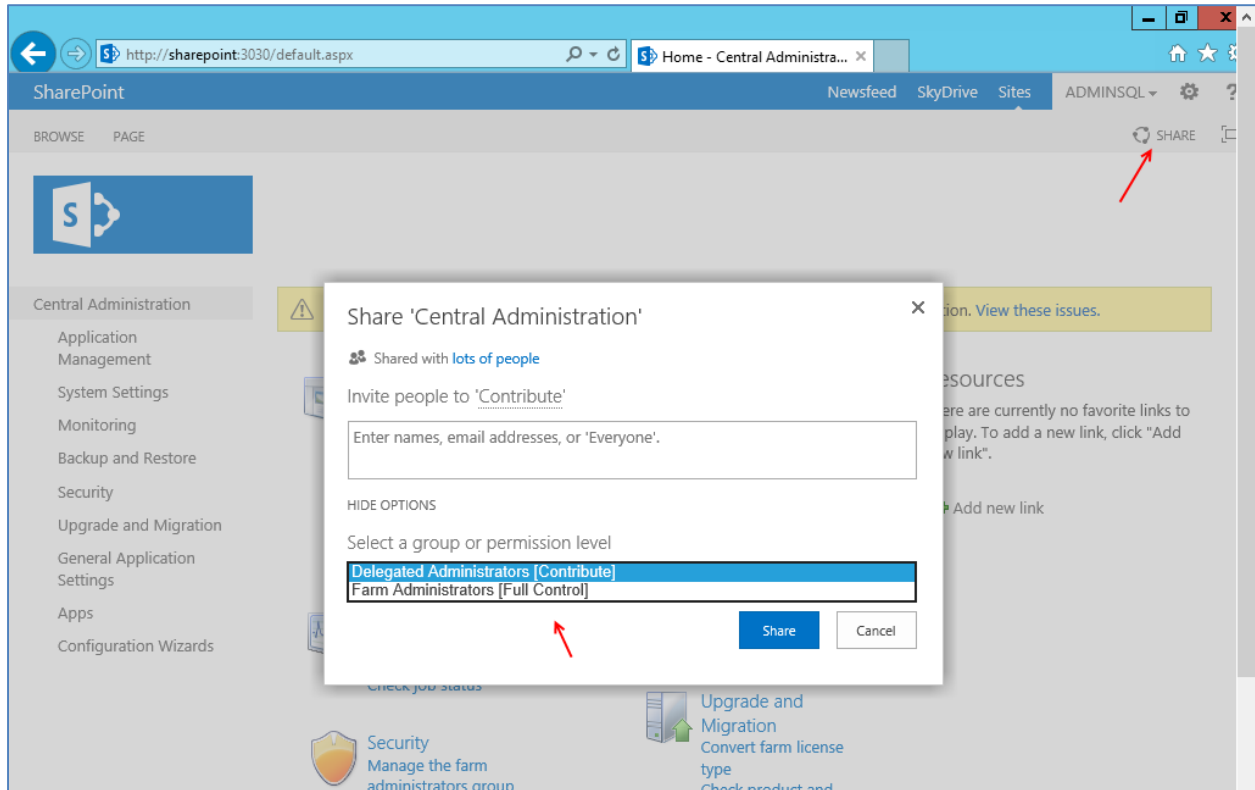 http://sharepoint:3030/default.aspx
Home - Central Administra...
SharePoint
Newsfeed SkyDrive Sites ADMINSQL ?
BROWSE PAGE
SHARE
S
Central Administration
Application
Management
System Settings
Monitoring
Backup and Restore
Security
Upgrade and Migration
General Application
Settings
Apps
Configuration Wizards
Share 'Central Administration'
Shared with lots of people
Invite people to 'Contribute'
Enter names, email addresses, or 'Everyone'.
HIDE OPTIONS
Select a group or permission level
Delegated Administrators [Contribute]
Farm Administrators [Full Control]
Share Cancel
View these issues.
are currently no favorite links to
To add a new link, click "Add
link".
Add new link
Check job status
Security
Manage the farm
administrators group
Upgrade and
Migration
Convert farm license
type
Check product and